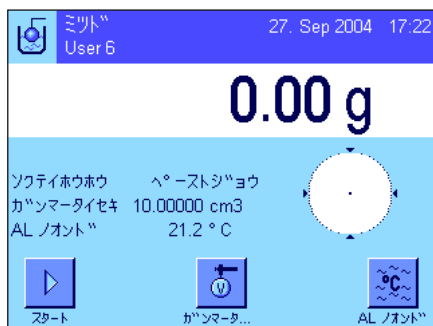 ミツド" 27. Sep 2004 17:22
User 6
0.00 g
ソクテイホウホウ ペーストジョウ
ガンマータイセキ 10.00000 cm3
AL ノオンド 21.2 °C
°C
V
スタート ガンマータ... AL ノオンド